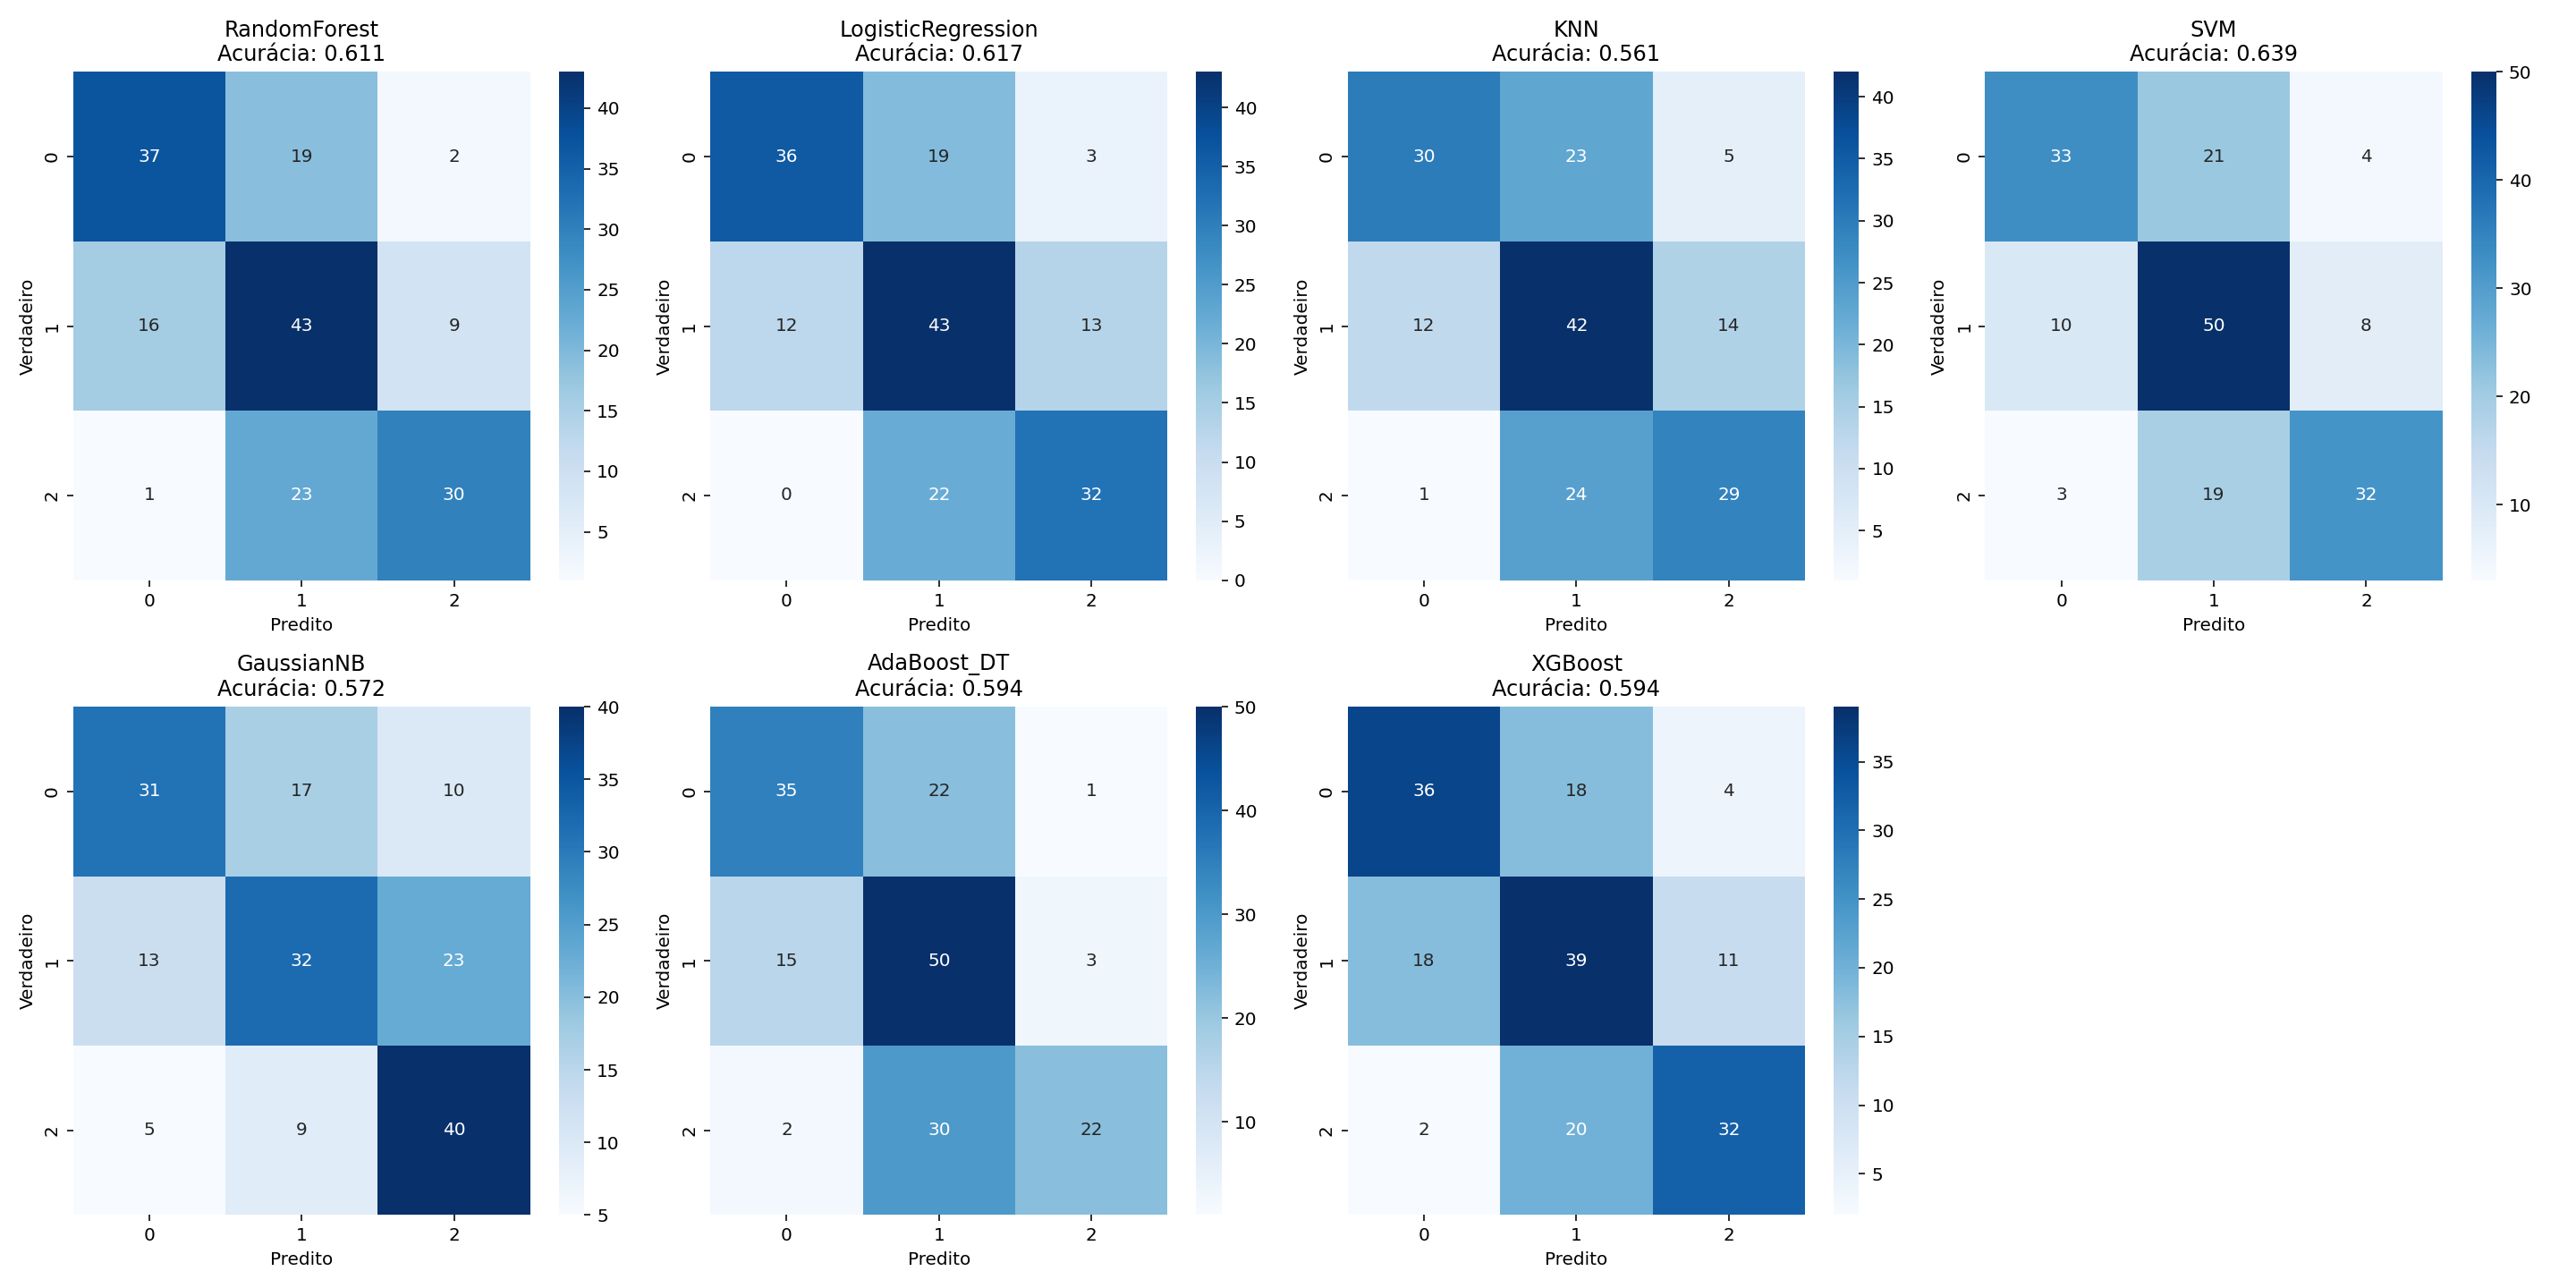 RandomForest
Acurácia: 0.611
Verdadeiro
0
1
2
37 19 2
16 43 9
1 23 30
0 1 2
Predito
40
35
30
25
20
15
10
5
LogisticRegression
Acurácia: 0.617
Verdadeiro
0
1
2
36 19 3
12 43 13
0 22 32
0 1 2
Predito
40
35
30
25
20
15
10
5
0
KNN
Acurácia: 0.561
Verdadeiro
0
1
2
30 23 5
12 42 14
1 24 29
0 1 2
Predito
40
35
30
25
20
15
10
5
SVM
Acurácia: 0.639
Verdadeiro
0
1
2
33 21 4
10 50 8
3 19 32
0 1 2
Predito
50
40
30
20
10
GaussianNB
Acurácia: 0.572
Verdadeiro
0
1
2
31 17 10
13 32 23
5 9 40
0 1 2
Predito
40
35
30
25
20
15
10
5
AdaBoost_DT
Acurácia: 0.594
Verdadeiro
0
1
2
35 22 1
15 50 3
2 30 22
0 1 2
Predito
50
40
30
20
10
XGBoost
Acurácia: 0.594
Verdadeiro
0
1
2
36 18 4
18 39 11
2 20 32
0 1 2
Predito
35
30
25
20
15
10
5